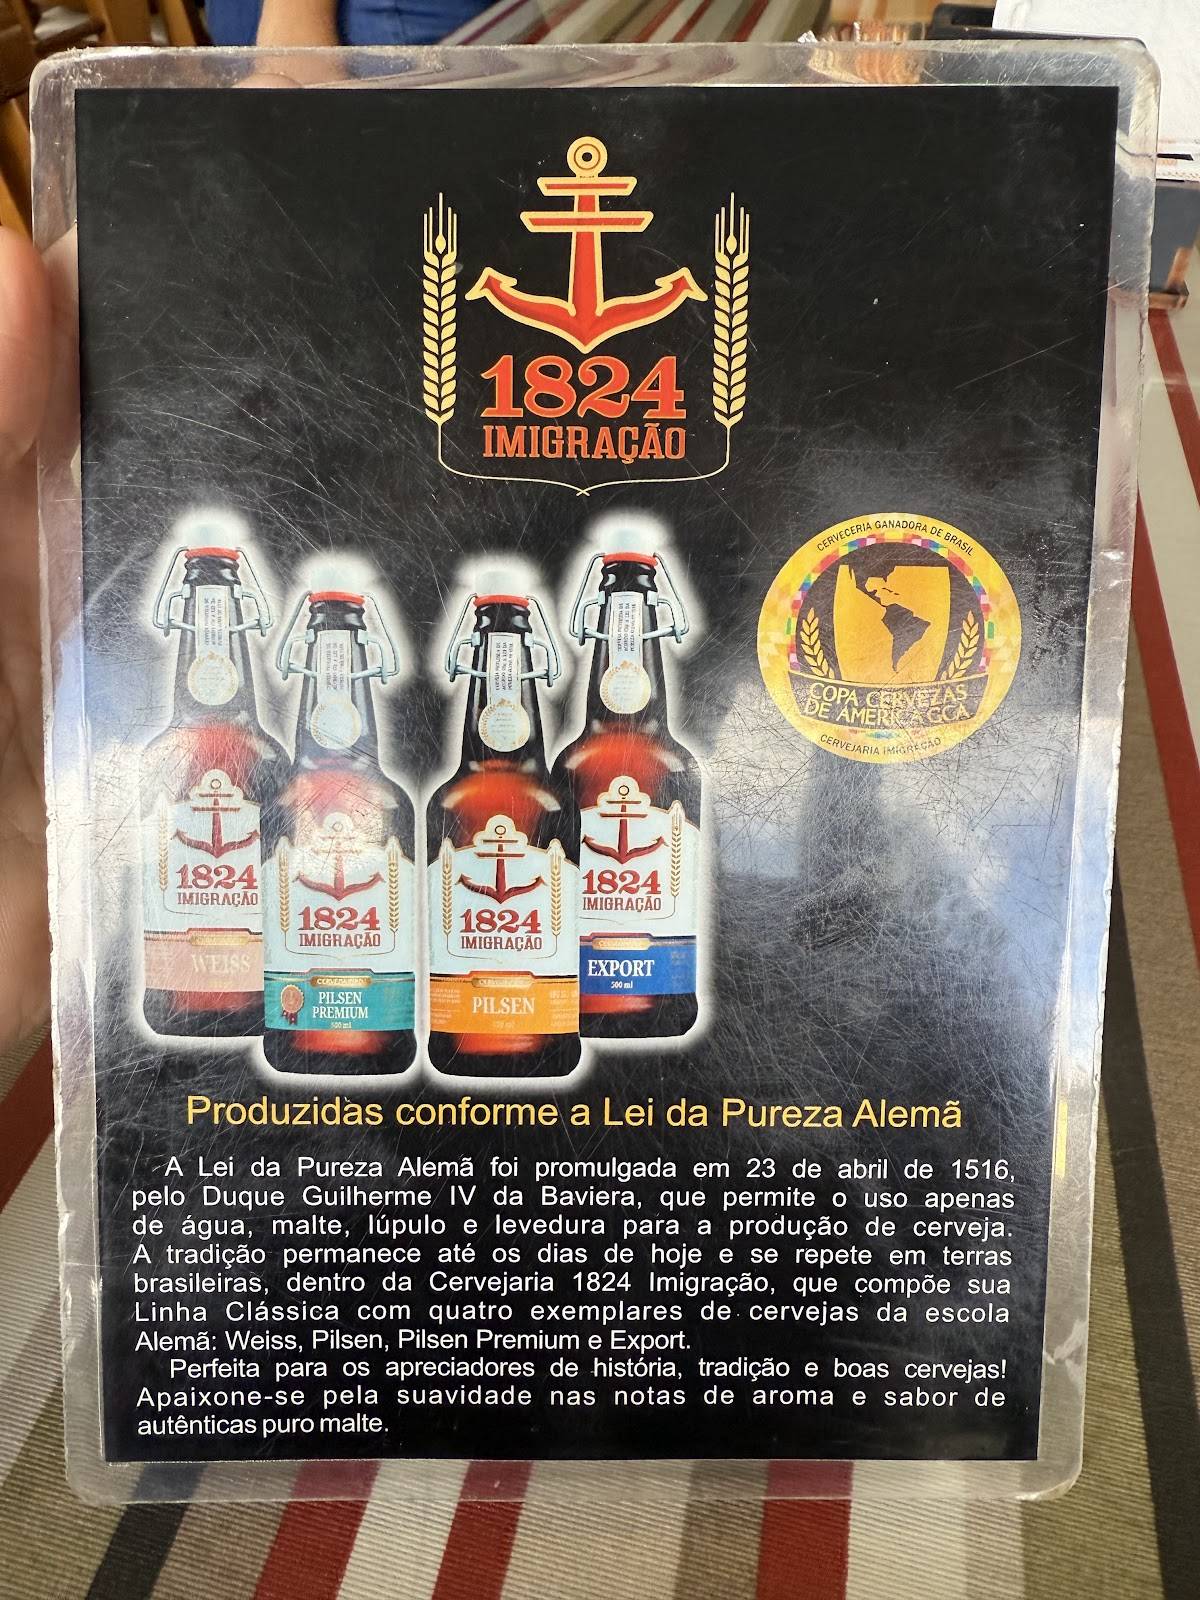 1824
IMIGRAÇÃO
CERVECERIA GANADORA DE BRASIL
COPA CERVEZAS
DE AMERICA CCA
CERVEJARIA IMIGRAÇÃO
1824
IMIGRAÇÃO
WEISS
1824
IMIGRAÇÃO
PILSEN
PREMIUM
500 ml
1824
IMIGRAÇÃO
PILSEN
1824
IMIGRAÇÃO
EXPORT
500 ml
Produzidas conforme a Lei da Pureza Alemã
A Lei da Pureza Alemã foi promulgada em 23 de abril de 1516,
pelo Duque Guilherme IV da Baviera, que permite o uso apenas
de água, malte, lúpulo e levedura para a produção de cerveja.
A tradição permanece até os dias de hoje e se repete em terras
brasileiras, dentro da Cervejaria 1824 Imigração, que compõe sua
Linha Clássica com quatro exemplares de cervejas da escola
Alemã: Weiss, Pilsen, Pilsen Premium e Export.
Perfeita para os apreciadores de história, tradição e boas cervejas!
Apaixone-se pela suavidade nas notas de aroma e sabor de
autênticas puro malte.